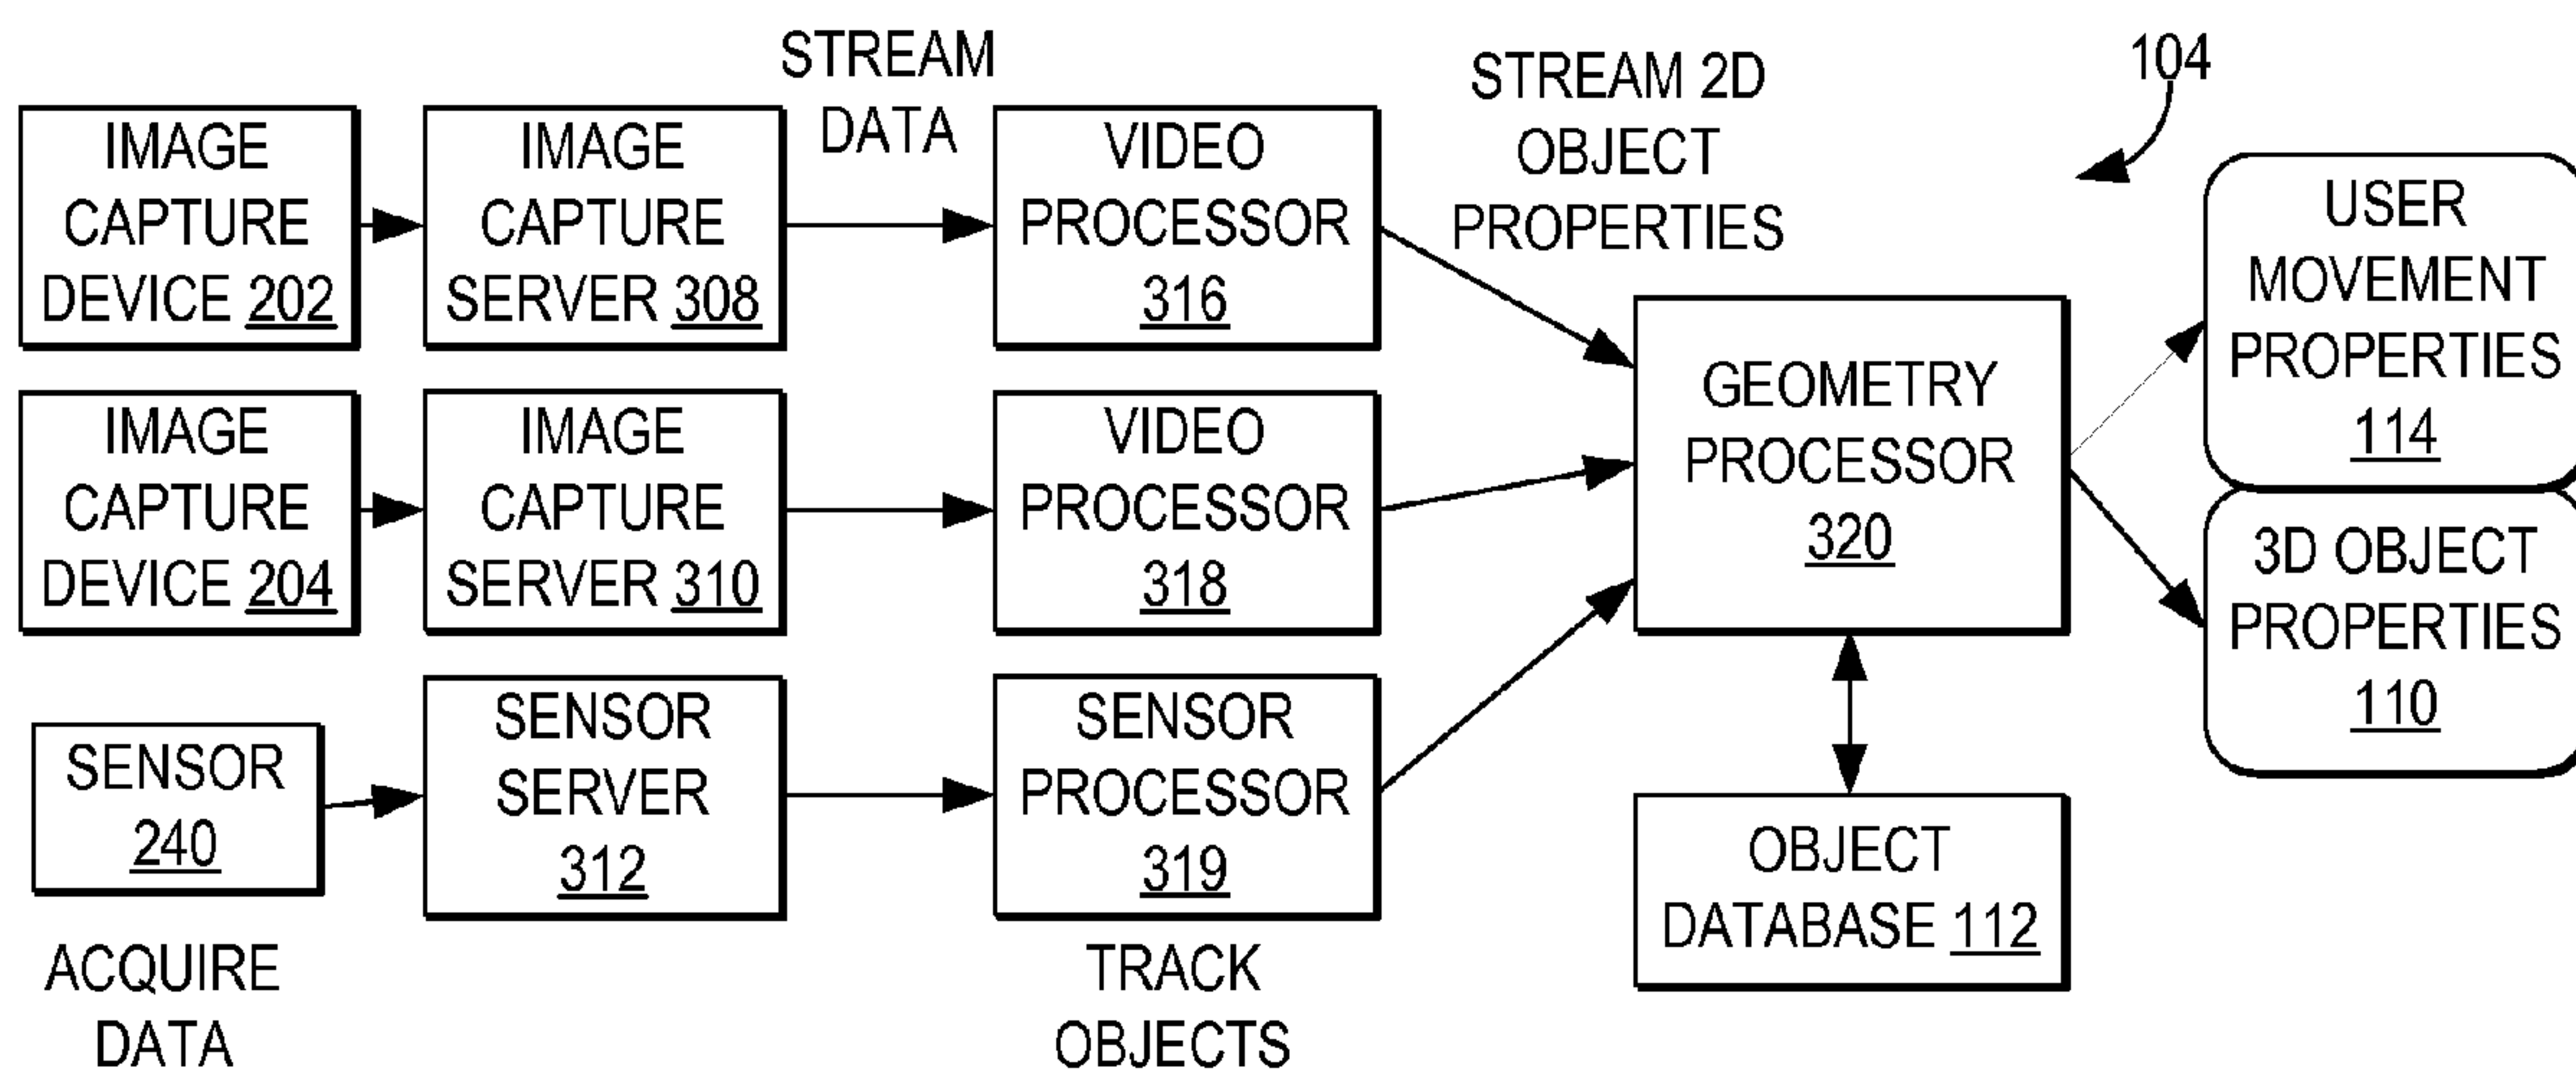 STREAM
DATA
STREAM 2D
OBJECT
PROPERTIES
104
IMAGE
CAPTURE
DEVICE 202
IMAGE
CAPTURE
SERVER 308
VIDEO
PROCESSOR
316
USER
MOVEMENT
PROPERTIES
114
IMAGE
CAPTURE
DEVICE 204
IMAGE
CAPTURE
SERVER 310
VIDEO
PROCESSOR
318
GEOMETRY
PROCESSOR
320
3D OBJECT
PROPERTIES
110
SENSOR
240
SENSOR
SERVER
312
SENSOR
PROCESSOR
319
OBJECT
DATABASE 112
ACQUIRE
DATA
TRACK
OBJECTS